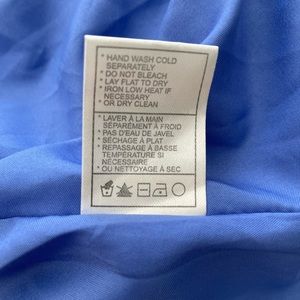 * HAND WASH COLD
SEPARATELY
* DO NOT BLEACH
* LAY FLAT TO DRY
* IRON LOW HEAT IF
NECESSARY
* OR DRY CLEAN
* LAVER À LA MAIN
SÉPARÉMENT À FROID
* PAS D'EAU DE JAVEL
* SÉCHAGE À PLAT
* REPASSAGE À BASSE
TEMPÉRATURE SI
NÉCESSAIRE
* OU NETTOYAGE À SEC